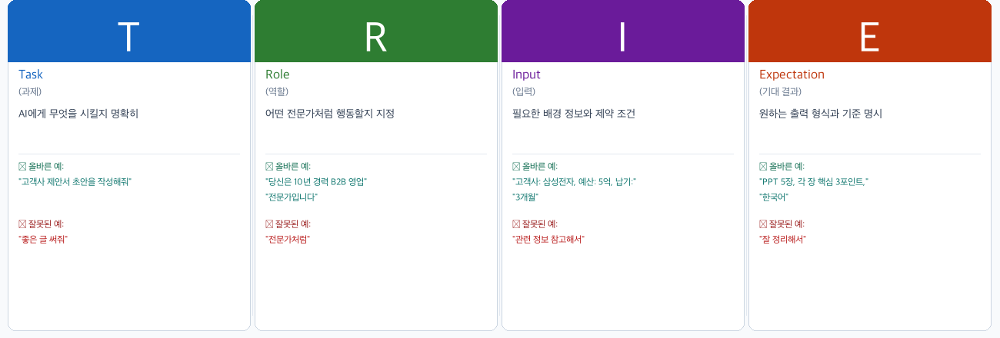 T
Task
(과제)
AI에게 무엇을 시킬지 명확히
올바른 예:
"고객사 제안서 초안을 작성해줘"
잘못된 예:
"좋은 글 써줘"
R
Role
(역할)
어떤 전문가처럼 행동할지 지정
올바른 예:
"당신은 10년 경력 B2B 영업"
"전문가입니다"
잘못된 예:
"전문가처럼"
I
Input
(입력)
필요한 배경 정보와 제약 조건
올바른 예:
"고객사: 삼성전자, 예산: 5억, 납기:"
"3개월"
잘못된 예:
"관련 정보 참고해서"
E
Expectation
(기대 결과)
원하는 출력 형식과 기준 명시
올바른 예:
"PPT 5장, 각 장 핵심 3포인트,"
"한국어"
잘못된 예:
"잘 정리해서"